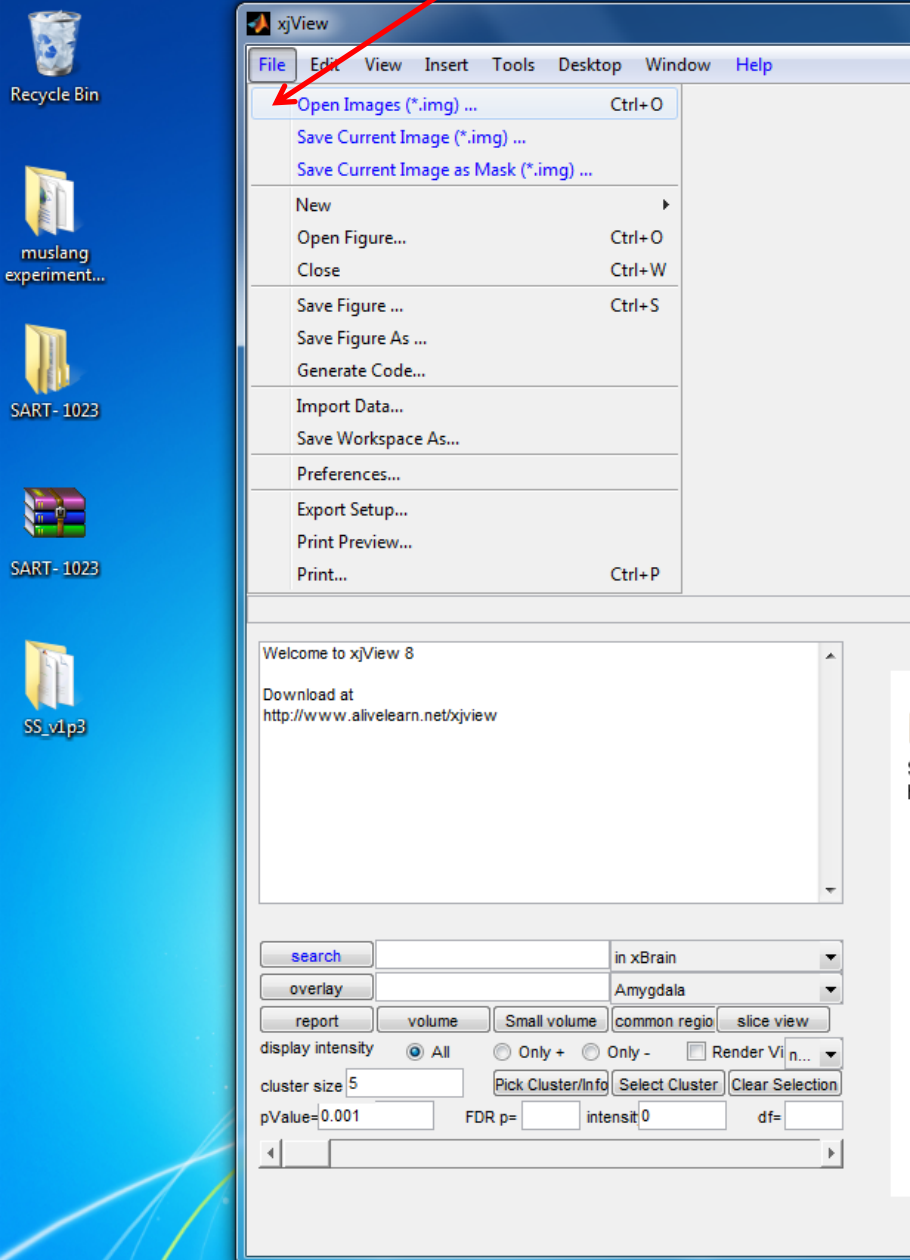 Recycle Bin
muslang
experiment...
SART- 1023
SART- 1023
SS_v1p3
xjView
File Edit View Insert Tools Desktop Window Help
Open Images (*.img) ... Ctrl+O
Save Current Image (*.img) ...
Save Current Image as Mask (*.img) ...
New
Open Figure... Ctrl+O
Close Ctrl+W
Save Figure ... Ctrl+S
Save Figure As ...
Generate Code...
Import Data...
Save Workspace As...
Preferences...
Export Setup...
Print Preview...
Print... Ctrl+P
Welcome to xjView 8
Download at
http://www.alivelearn.net/xjview
search in xBrain
overlay Amygdala
report volume Small volume common regio slice view
display intensity All Only + Only - Render Vi n...
cluster size 5 Pick Cluster/Info Select Cluster Clear Selection
pValue= 0.001 FDR p= intensit 0 df=